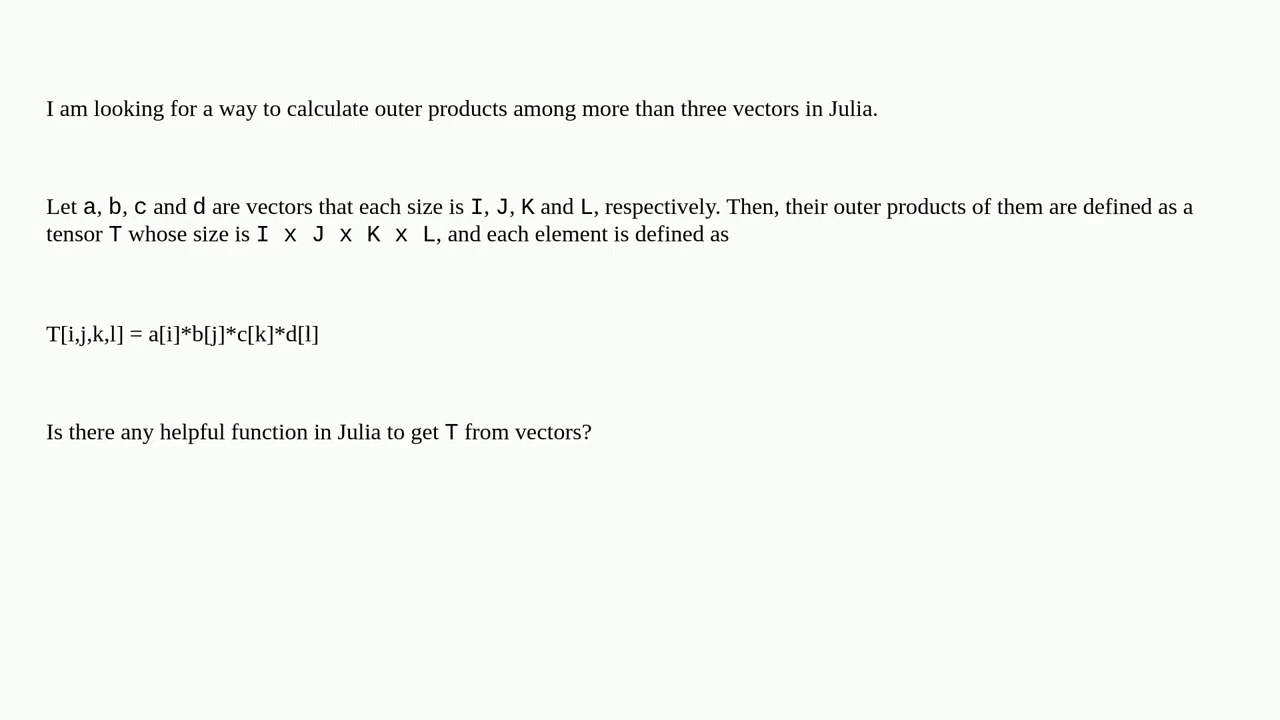 I am looking for a way to calculate outer products among more than three vectors in Julia.
Let a, b, c and d are vectors that each size is I, J, K and L, respectively. Then, their outer products of them are defined as a
tensor T whose size is I x J x K x L, and each element is defined as
T[i,j,k,l] = a[i]*b[j]*c[k]*d[l]
Is there any helpful function in Julia to get T from vectors?